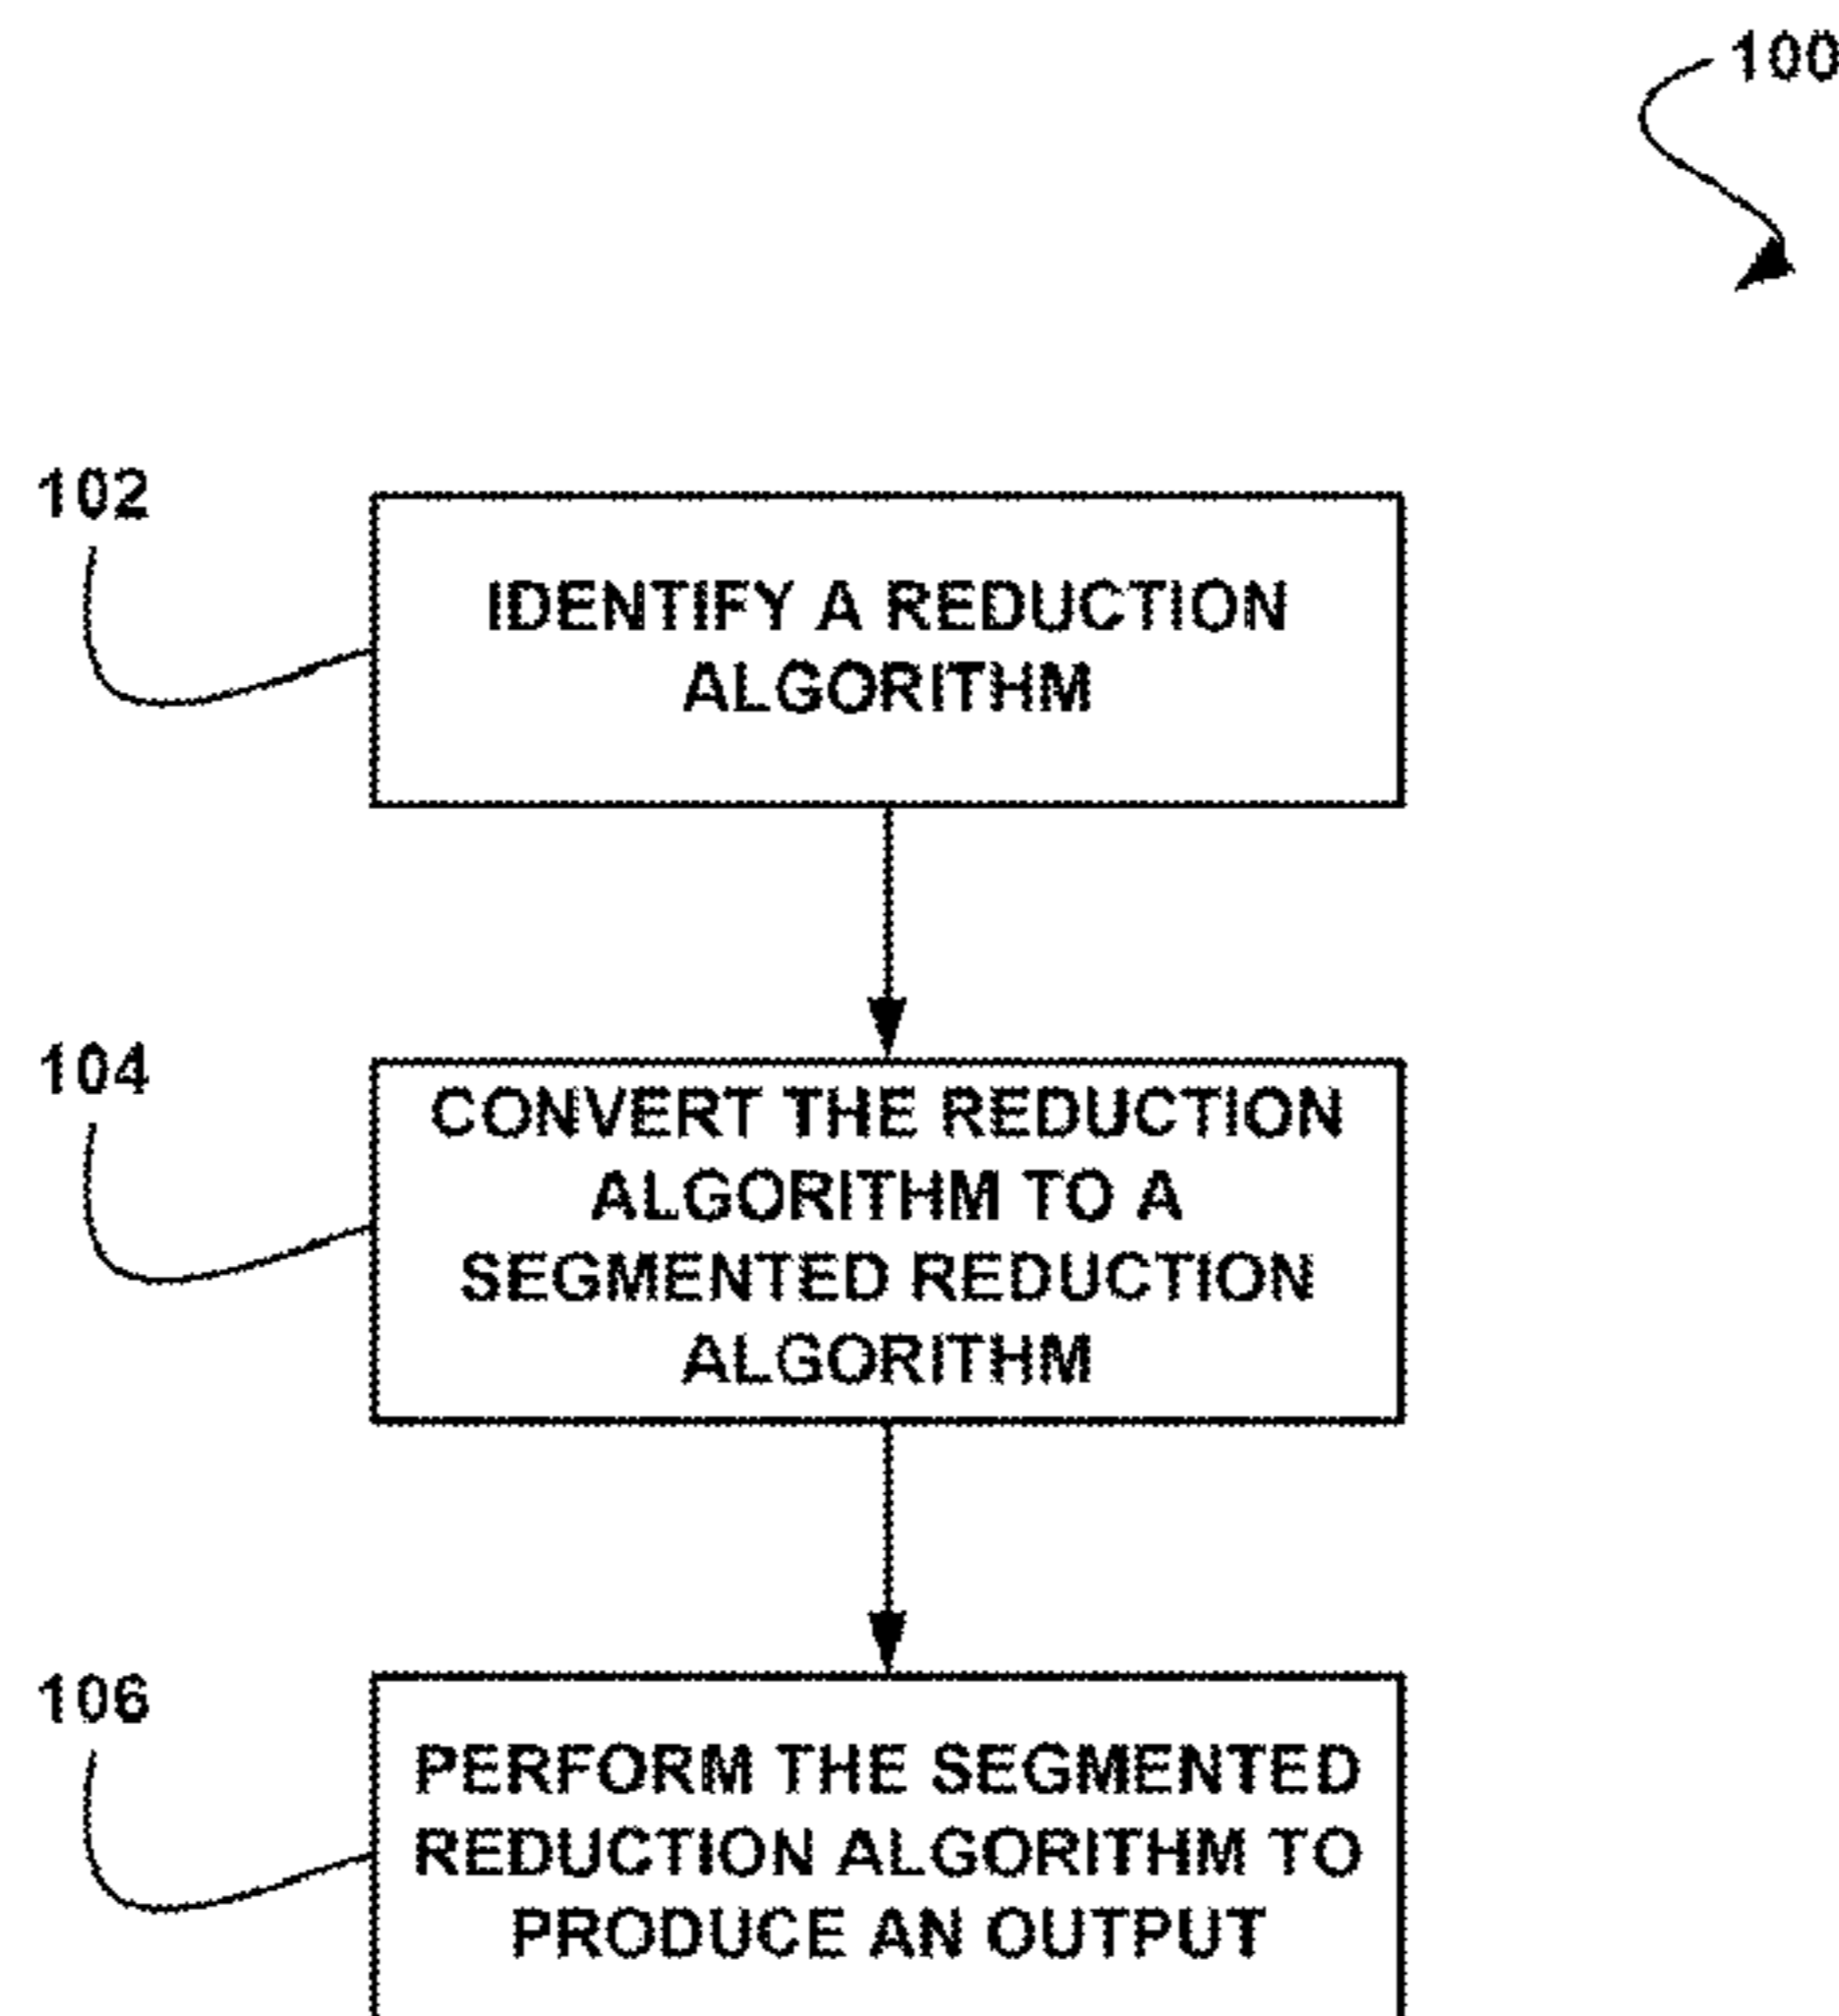 100
102
IDENTIFY A REDUCTION
ALGORITHM
104
CONVERT THE REDUCTION
ALGORITHM TO A
SEGMENTED REDUCTION
ALGORITHM
106
PERFORM THE SEGMENTED
REDUCTION ALGORITHM TO
PRODUCE AN OUTPUT